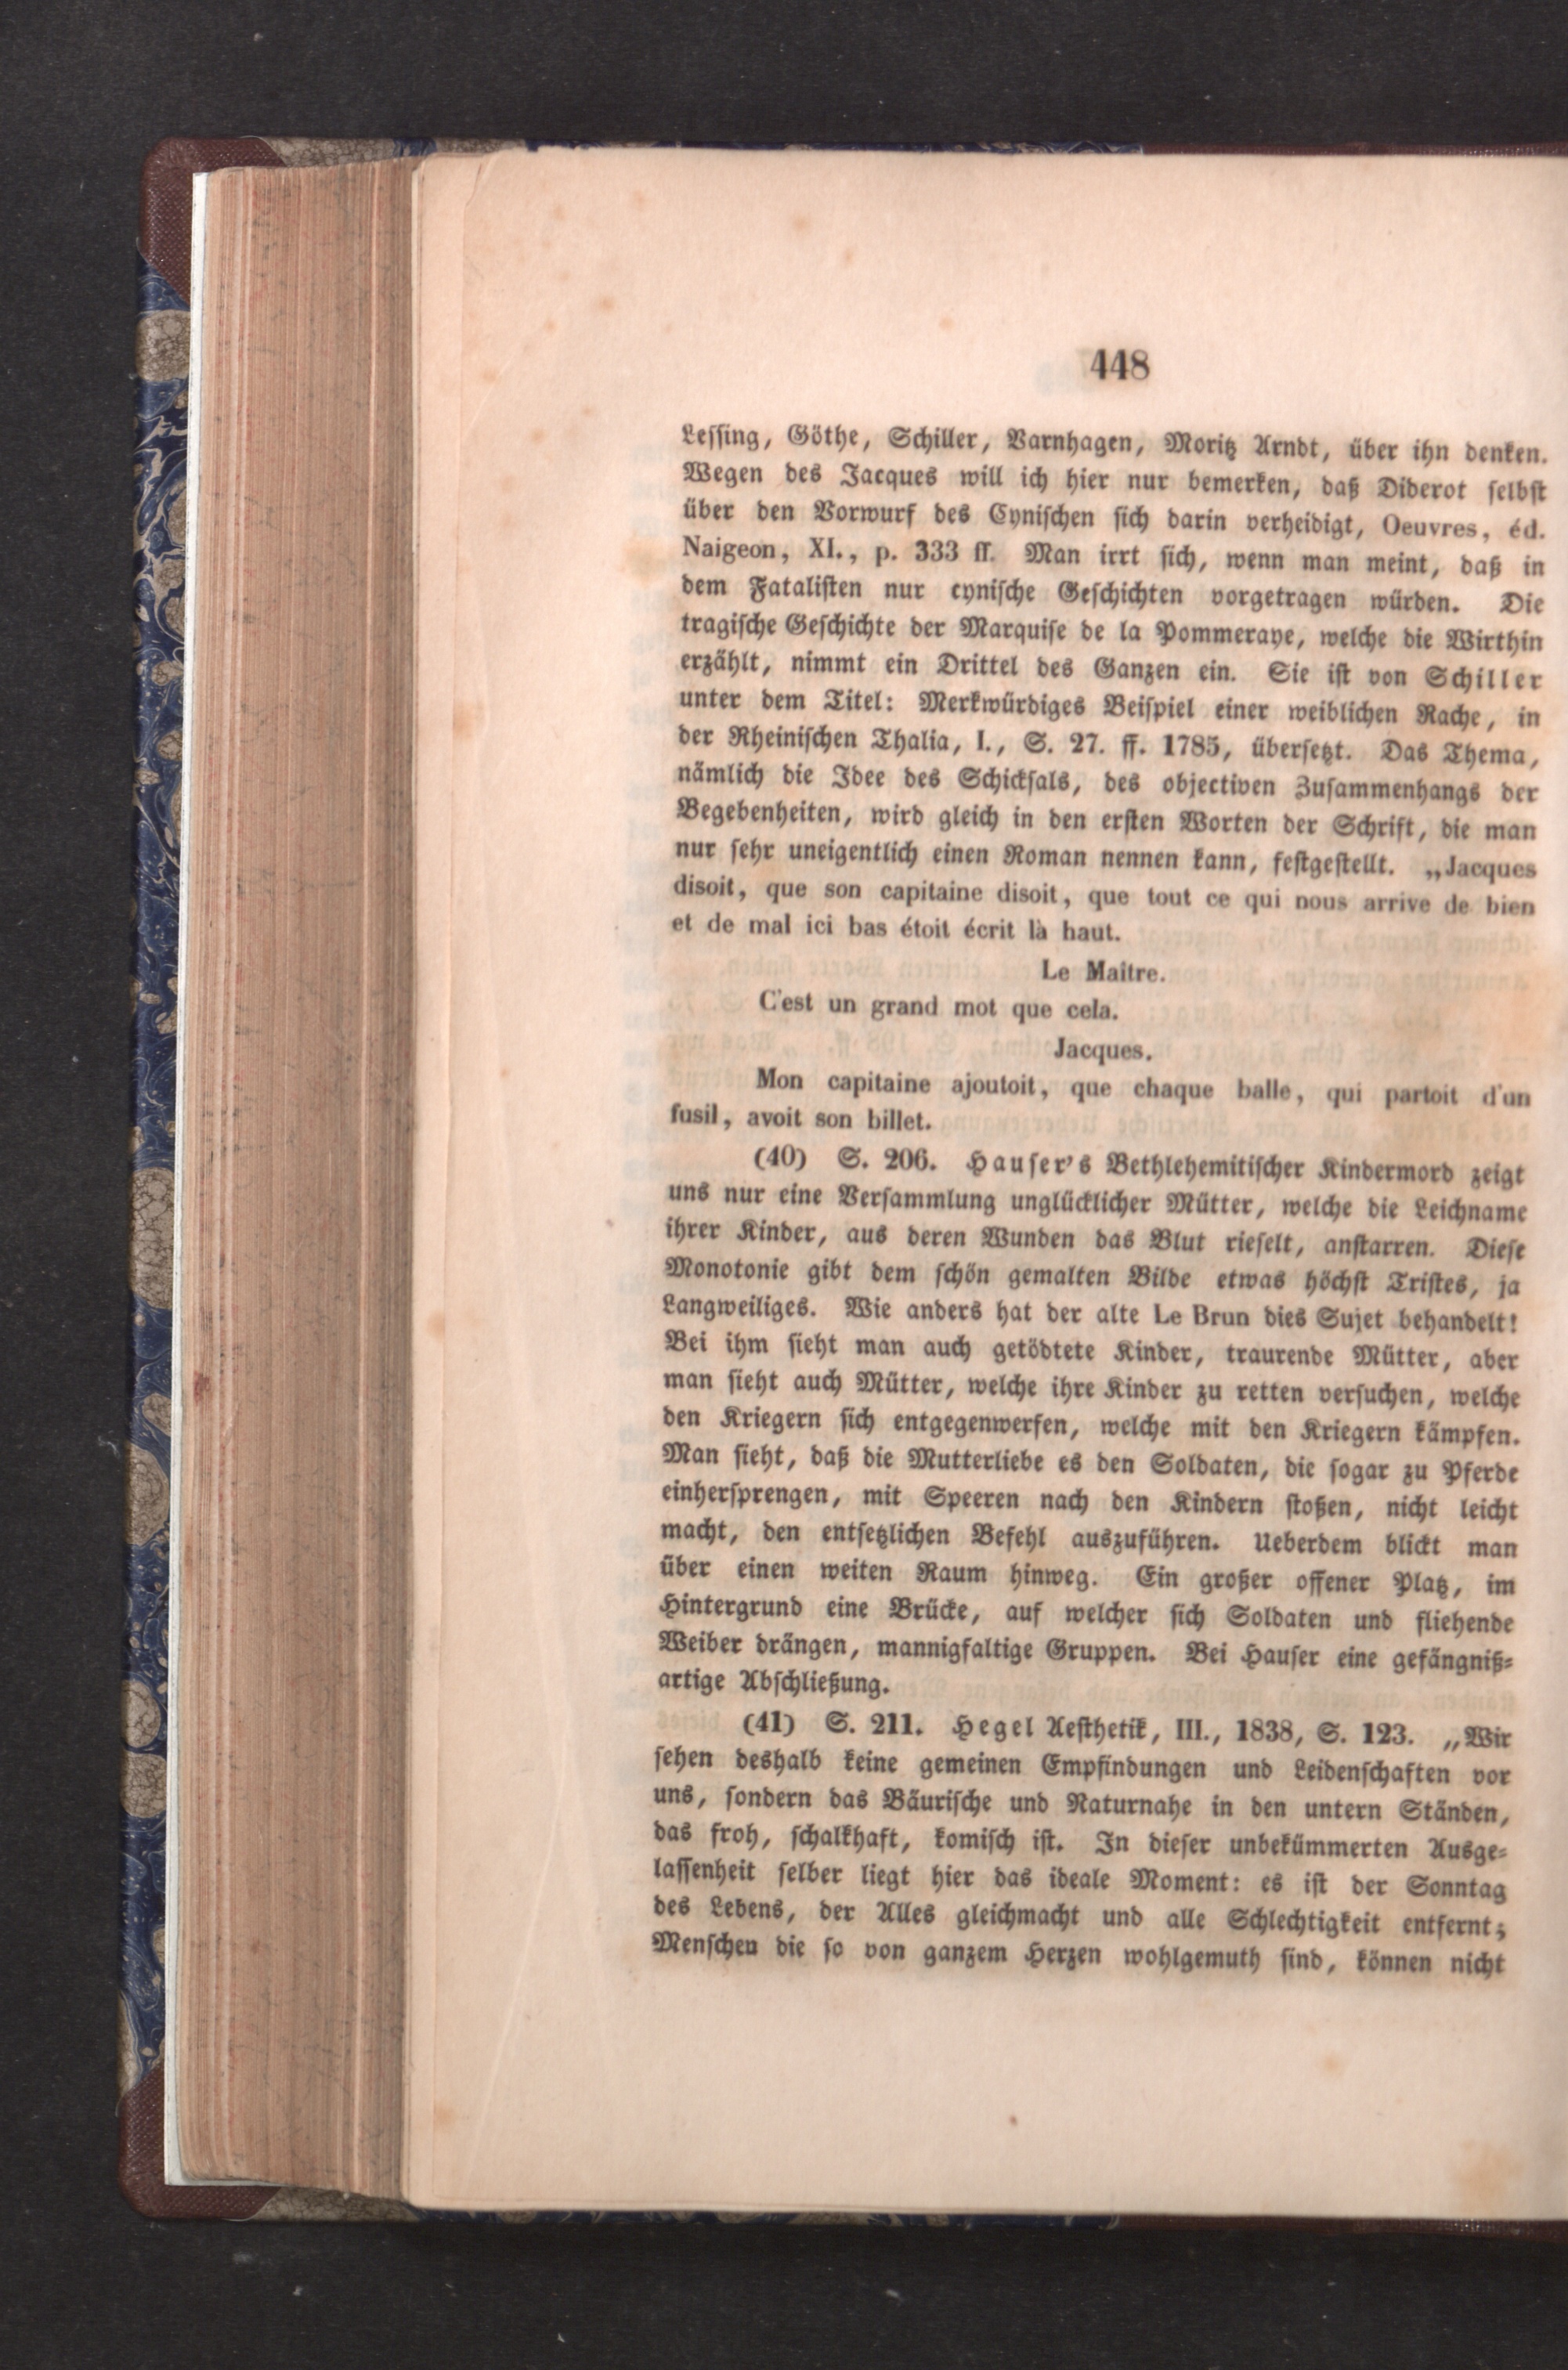 448
Lessing, Göthe, Schiller, Varnhagen, Moritz Arndt, über ihn denken.
Wegen des Jacques will ich hier nur bemerken, daß Diderot selbst
über den Vorwurf des Cynischen sich darin verheidigt, Oeuvres, éd.
Naigeon, XI., p. 333 ff. Man irrt sich, wenn man meint, daß in
dem Fatalisten nur cynische Geschichten vorgetragen würden. Die
tragische Geschichte der Marquise de la Pommeraye, welche die Wirthin
erzählt, nimmt ein Drittel des Ganzen ein. Sie ist von Schiller
unter dem Titel: Merkwürdiges Beispiel einer weiblichen Rache, in
der Rheinischen Thalia, I., S. 27. ff. 1785, übersetzt. Das Thema,
nämlich die Idee des Schicksals, des objectiven Zusammenhangs der
Begebenheiten, wird gleich in den ersten Worten der Schrift, die man
nur sehr uneigentlich einen Roman nennen kann, festgestellt. „Jacques
disoit, que son capitaine disoit, que tout ce qui nous arrive de bien
et de mal ici bas étoit écrit là haut.
Le Maître.
C'est un grand mot que cela.
Jacques.
Mon capitaine ajoutoit, que chaque balle, qui partoit d'un
fusil, avoit son billet.
(40) S. 206. Hauser's Bethlehemitischer Kindermord zeigt
uns nur eine Versammlung unglücklicher Mütter, welche die Leichname
ihrer Kinder, aus deren Wunden das Blut rieselt, anstarren. Diese
Monotonie gibt dem schön gemalten Bilde etwas höchst Tristes, ja
Langweiliges. Wie anders hat der alte Le Brun dies Sujet behandelt!
Bei ihm sieht man auch getödtete Kinder, traurende Mütter, aber
man sieht auch Mütter, welche ihre Kinder zu retten versuchen, welche
den Kriegern sich entgegenwerfen, welche mit den Kriegern kämpfen.
Man sieht, daß die Mutterliebe es den Soldaten, die sogar zu Pferde
einhersprengen, mit Speeren nach den Kindern stoßen, nicht leicht
macht, den entsetzlichen Befehl auszuführen. Ueberdem blickt man
über einen weiten Raum hinweg. Ein großer offener Platz, im
Hintergrund eine Brücke, auf welcher sich Soldaten und fliehende
Weiber drängen, mannigfaltige Gruppen. Bei Hauser eine gefängniß-
artige Abschließung.
(41) S. 211. Hegel Aesthetik, III., 1838, S. 123. „Wir
sehen deshalb keine gemeinen Empfindungen und Leidenschaften vor
uns, sondern das Bäurische und Naturnahe in den untern Ständen,
das froh, schalkhaft, komisch ist. In dieser unbekümmerten Ausge-
lassenheit selber liegt hier das ideale Moment: es ist der Sonntag
des Lebens, der Alles gleichmacht und alle Schlechtigkeit entfernt;
Menschen die so von ganzem Herzen wohlgemuth sind, können nicht